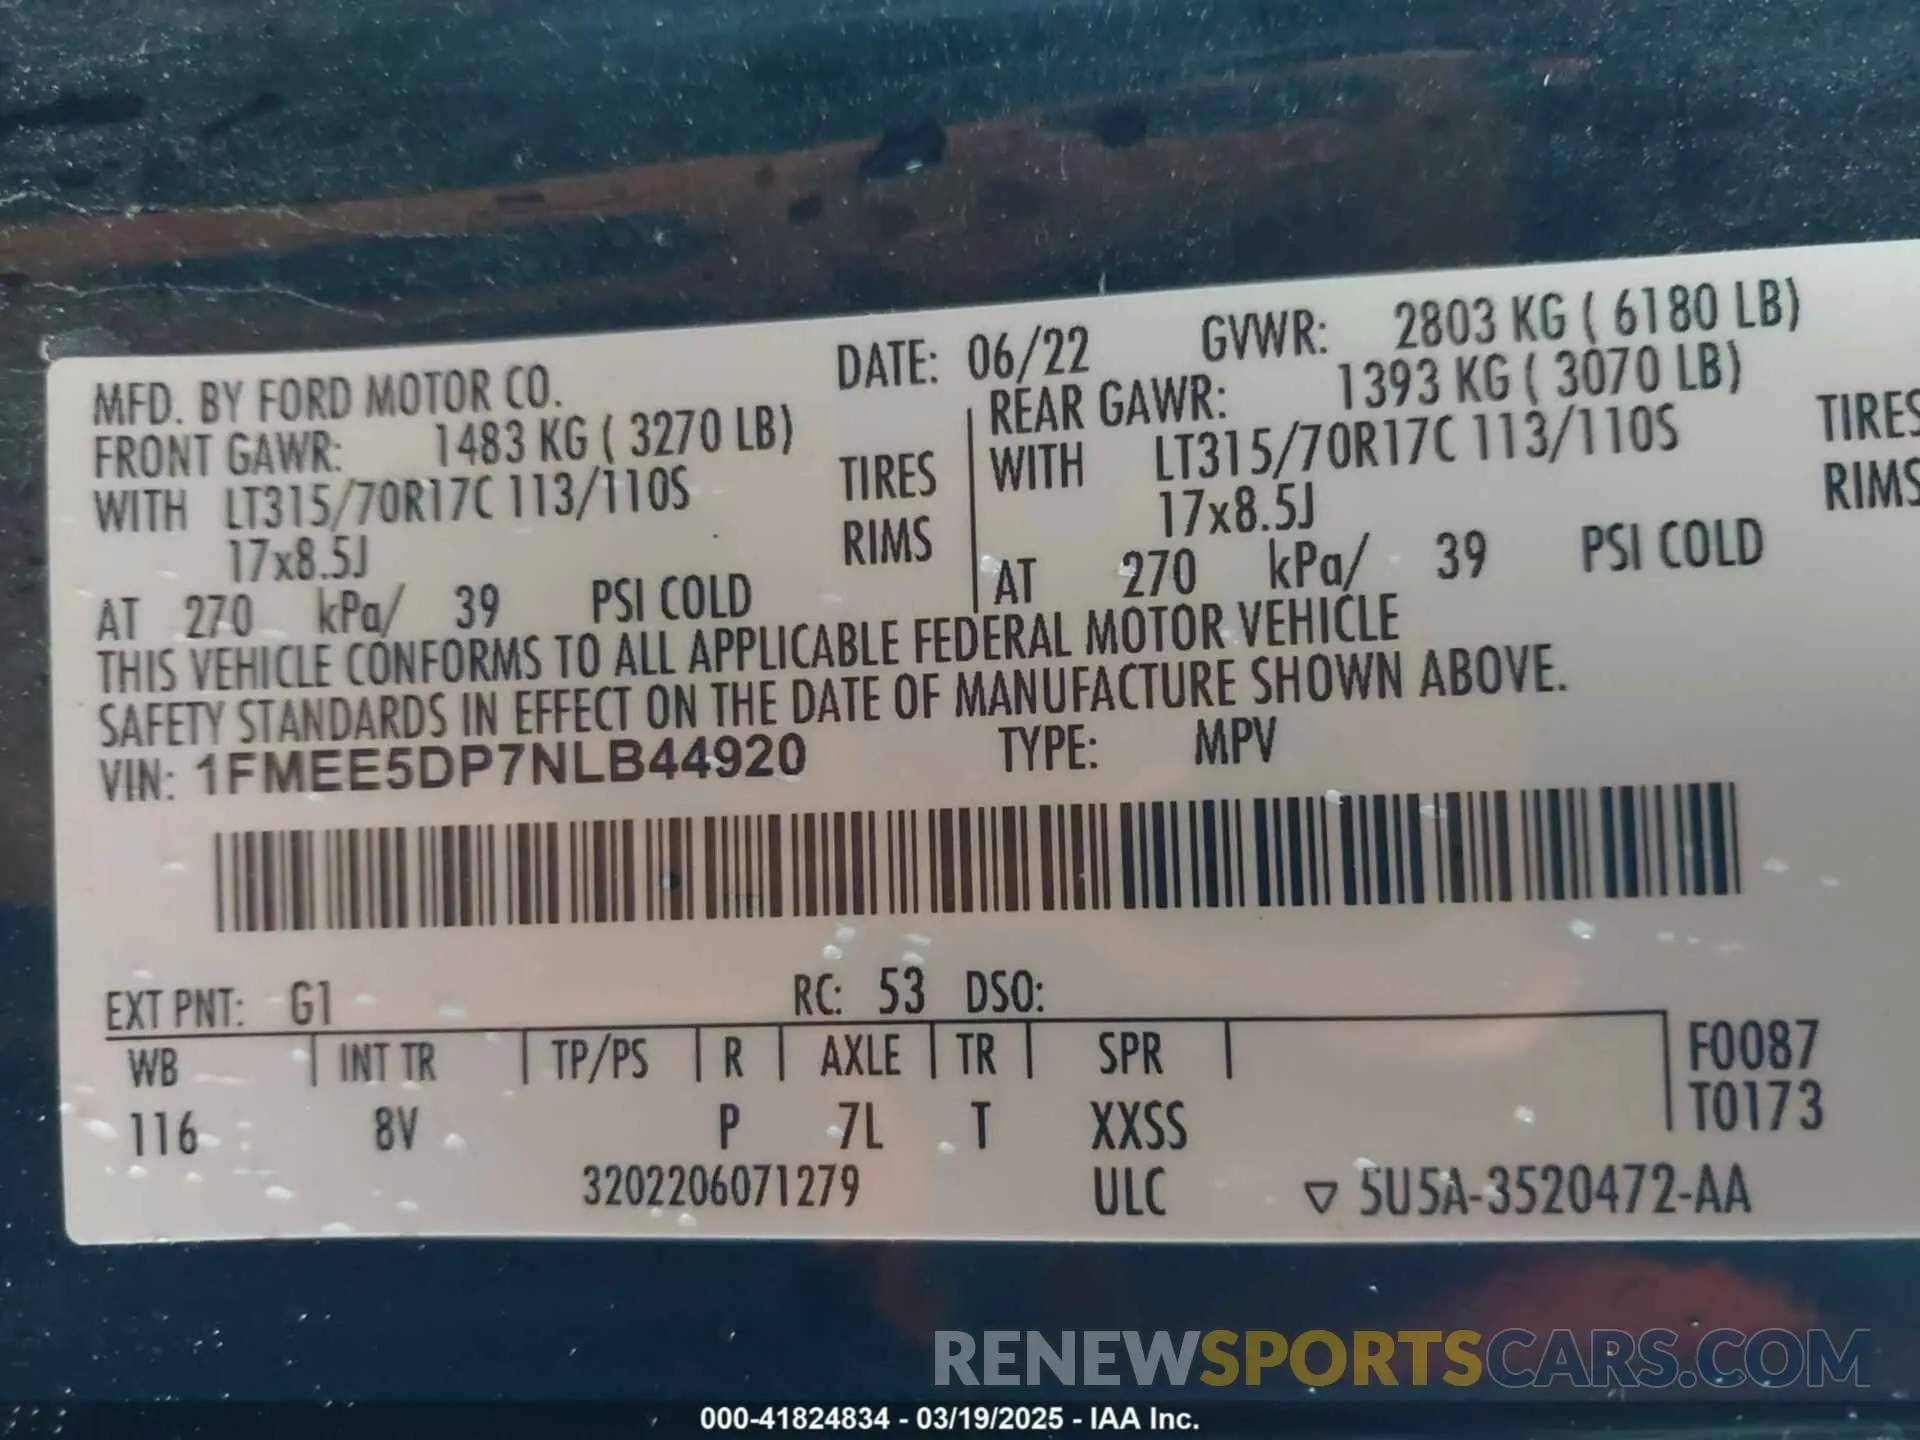 MFD. BY FORD MOTOR CO. DATE: 06/22 GVWR: 2803 KG ( 6180 LB)
FRONT GAWR: 1483 KG ( 3270 LB) REAR GAWR: 1393 KG ( 3070 LB)
WITH LT315/70R17C 113/110S TIRES WITH LT315/70R17C 113/110S TIRES
17x8.5J RIMS 17x8.5J RIMS
AT 270 kPa/ 39 PSI COLD AT 270 kPa/ 39 PSI COLD
THIS VEHICLE CONFORMS TO ALL APPLICABLE FEDERAL MOTOR VEHICLE
SAFETY STANDARDS IN EFFECT ON THE DATE OF MANUFACTURE SHOWN ABOVE.
VIN: 1FMEE5DP7NLB44920 TYPE: MPV
EXT PNT: G1 RC: 53 DSO:
WB INT TR TP/PS R AXLE TR SPR F0087
116 8V P 7L T XXSS T0173
3202206071279 ULC ▽ 5U5A-3520472-AA
RENEWSPORTSCARS.COM
000-41824834 - 03/19/2025 - IAA Inc.